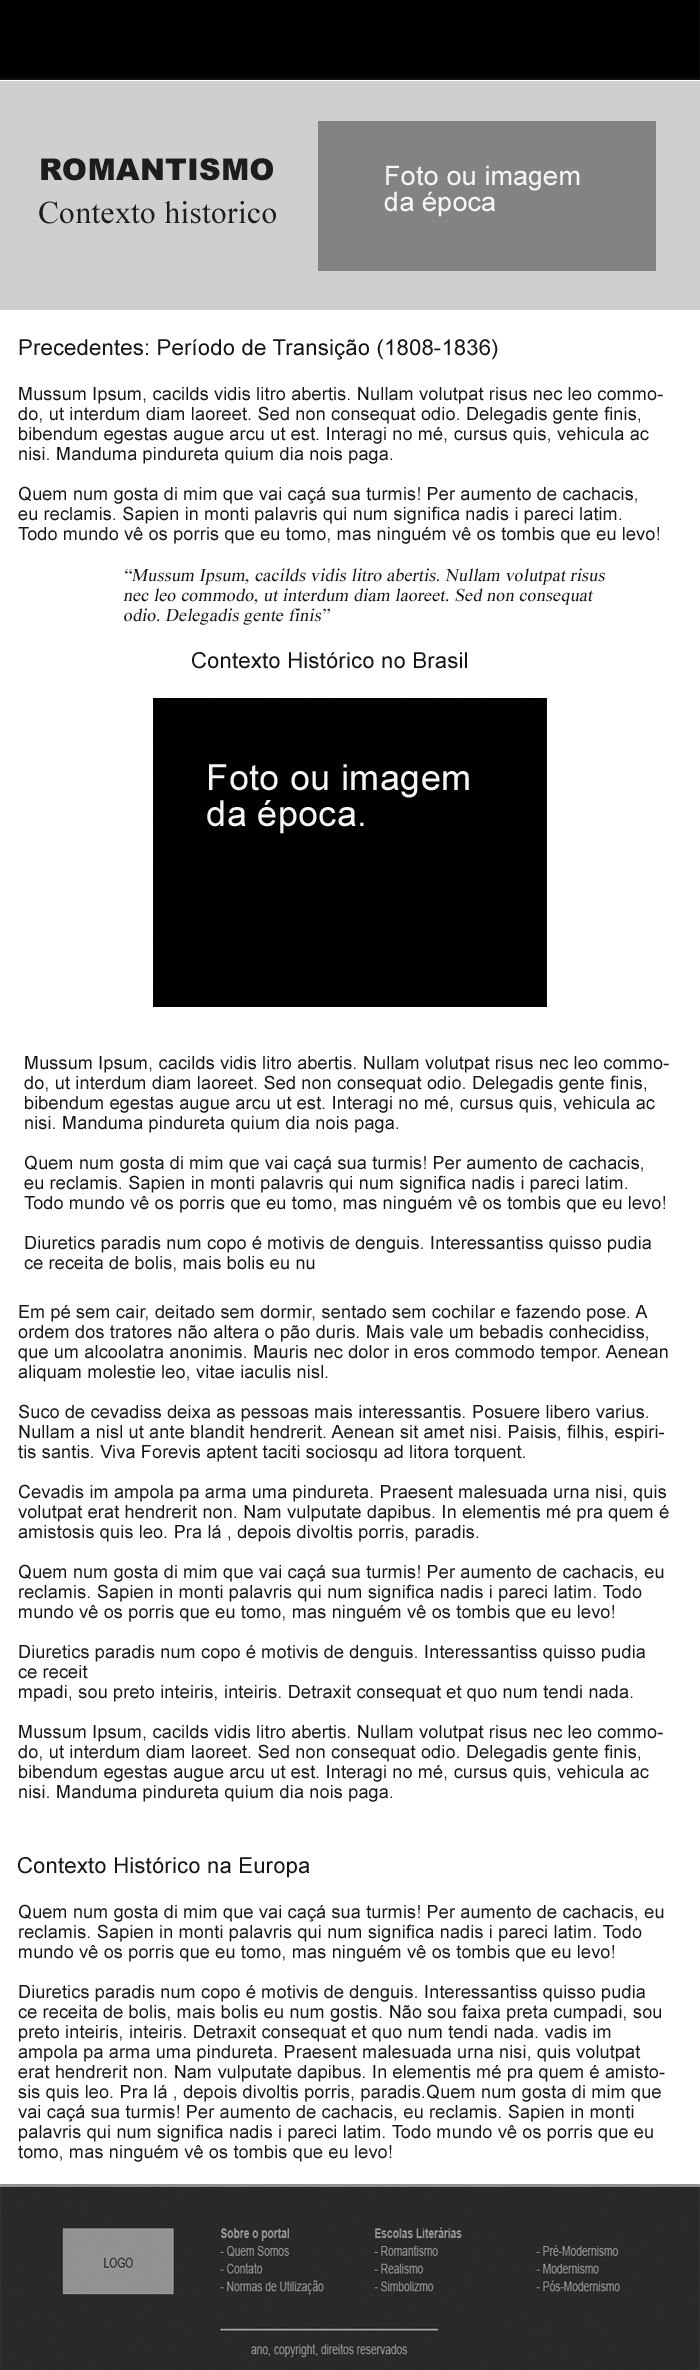 ROMANTISMO
Contexto historico
Foto ou imagem
da época
Precedentes: Período de Transição (1808-1836)
Mussum Ipsum, cacilds vidis litro abertis. Nullam volutpat risus nec leo commo-
do, ut interdum diam laoreet. Sed non consequat odio. Delegadis gente finis,
bibendum egestas augue arcu ut est. Interagi no mé, cursus quis, vehicula ac
nisi. Manduma pindureta quium dia nois paga.
Quem num gosta di mim que vai caçá sua turmis! Per aumento de cachacis,
eu reclamis. Sapien in monti palavris qui num significa nadis i pareci latim.
Todo mundo vê os porris que eu tomo, mas ninguém vê os tombis que eu levo!
“Mussum Ipsum, cacilds vidis litro abertis. Nullam volutpat risus
nec leo commodo, ut interdum diam laoreet. Sed non consequat
odio. Delegadis gente finis”
Contexto Histórico no Brasil
Foto ou imagem
da época.
Mussum Ipsum, cacilds vidis litro abertis. Nullam volutpat risus nec leo commo-
do, ut interdum diam laoreet. Sed non consequat odio. Delegadis gente finis,
bibendum egestas augue arcu ut est. Interagi no mé, cursus quis, vehicula ac
nisi. Manduma pindureta quium dia nois paga.
Quem num gosta di mim que vai caçá sua turmis! Per aumento de cachacis,
eu reclamis. Sapien in monti palavris qui num significa nadis i pareci latim.
Todo mundo vê os porris que eu tomo, mas ninguém vê os tombis que eu levo!
Diuretics paradis num copo é motivis de denguis. Interessantiss quisso pudia
ce receita de bolis, mais bolis eu nu
Em pé sem cair, deitado sem dormir, sentado sem cochilar e fazendo pose. A
ordem dos tratores não altera o pão duris. Mais vale um bebadis conhecidiss,
que um alcoolatra anonimis. Mauris nec dolor in eros commodo tempor. Aenean
aliquam molestie leo, vitae iaculis nisl.
Suco de cevadiss deixa as pessoas mais interessantis. Posuere libero varius.
Nullam a nisl ut ante blandit hendrerit. Aenean sit amet nisi. Paisis, filhis, espiri-
tis santis. Viva Forevis aptent taciti sociosqu ad litora torquent.
Cevadis im ampola pa arma uma pindureta. Praesent malesuada urna nisi, quis
volutpat erat hendrerit non. Nam vulputate dapibus. In elementis mé pra quem é
amistosis quis leo. Pra lá , depois divoltis porris, paradis.
Quem num gosta di mim que vai caçá sua turmis! Per aumento de cachacis, eu
reclamis. Sapien in monti palavris qui num significa nadis i pareci latim. Todo
mundo vê os porris que eu tomo, mas ninguém vê os tombis que eu levo!
Diuretics paradis num copo é motivis de denguis. Interessantiss quisso pudia
ce receit
mpadi, sou preto inteiris, inteiris. Detraxit consequat et quo num tendi nada.
Mussum Ipsum, cacilds vidis litro abertis. Nullam volutpat risus nec leo commo-
do, ut interdum diam laoreet. Sed non consequat odio. Delegadis gente finis,
bibendum egestas augue arcu ut est. Interagi no mé, cursus quis, vehicula ac
nisi. Manduma pindureta quium dia nois paga.
Contexto Histórico na Europa
Quem num gosta di mim que vai caçá sua turmis! Per aumento de cachacis, eu
reclamis. Sapien in monti palavris qui num significa nadis i pareci latim. Todo
mundo vê os porris que eu tomo, mas ninguém vê os tombis que eu levo!
Diuretics paradis num copo é motivis de denguis. Interessantiss quisso pudia
ce receita de bolis, mais bolis eu num gostis. Não sou faixa preta cumpadi, sou
preto inteiris, inteiris. Detraxit consequat et quo num tendi nada. vadis im
ampola pa arma uma pindureta. Praesent malesuada urna nisi, quis volutpat
erat hendrerit non. Nam vulputate dapibus. In elementis mé pra quem é amisto-
sis quis leo. Pra lá , depois divoltis porris, paradis.Quem num gosta di mim que
vai caçá sua turmis! Per aumento de cachacis, eu reclamis. Sapien in monti
palavris qui num significa nadis i pareci latim. Todo mundo vê os porris que eu
tomo, mas ninguém vê os tombis que eu levo!
LOGO
Sobre o portal
- Quem Somos
- Contato
- Normas de Utilização
Escolas Literárias
- Romantismo
- Realismo
- Simbolizmo
- Pré-Modernismo
- Modernismo
- Pós-Modernismo
ano, copyright, direitos reservados